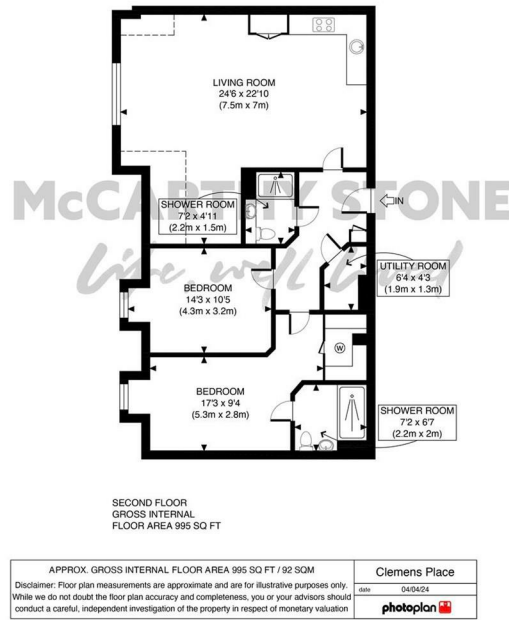 LIVING ROOM
24'6 x 22'10
(7.5m x 7m)
McCARTHY STONE
SHOWER ROOM
7'2 x 4'11
(2.2m x 1.5m)
IN
Live well
UTILITY ROOM
6'4 x 4'3
(1.9m x 1.3m)
BEDROOM
14'3 x 10'5
(4.3m x 3.2m)
W
BEDROOM
17'3 x 9'4
(5.3m x 2.8m)
SHOWER ROOM
7'2 x 6'7
(2.2m x 2m)
SECOND FLOOR
GROSS INTERNAL
FLOOR AREA 995 SQ FT
APPROX. GROSS INTERNAL FLOOR AREA 995 SQ FT / 92 SQM
Disclaimer: Floor plan measurements are approximate and are for illustrative purposes only.
While we do not doubt the floor plan accuracy and completeness, you or your advisors should
conduct a careful, independent investigation of the property in respect of monetary valuation
Clemens Place
date 04/04/24
photoplan